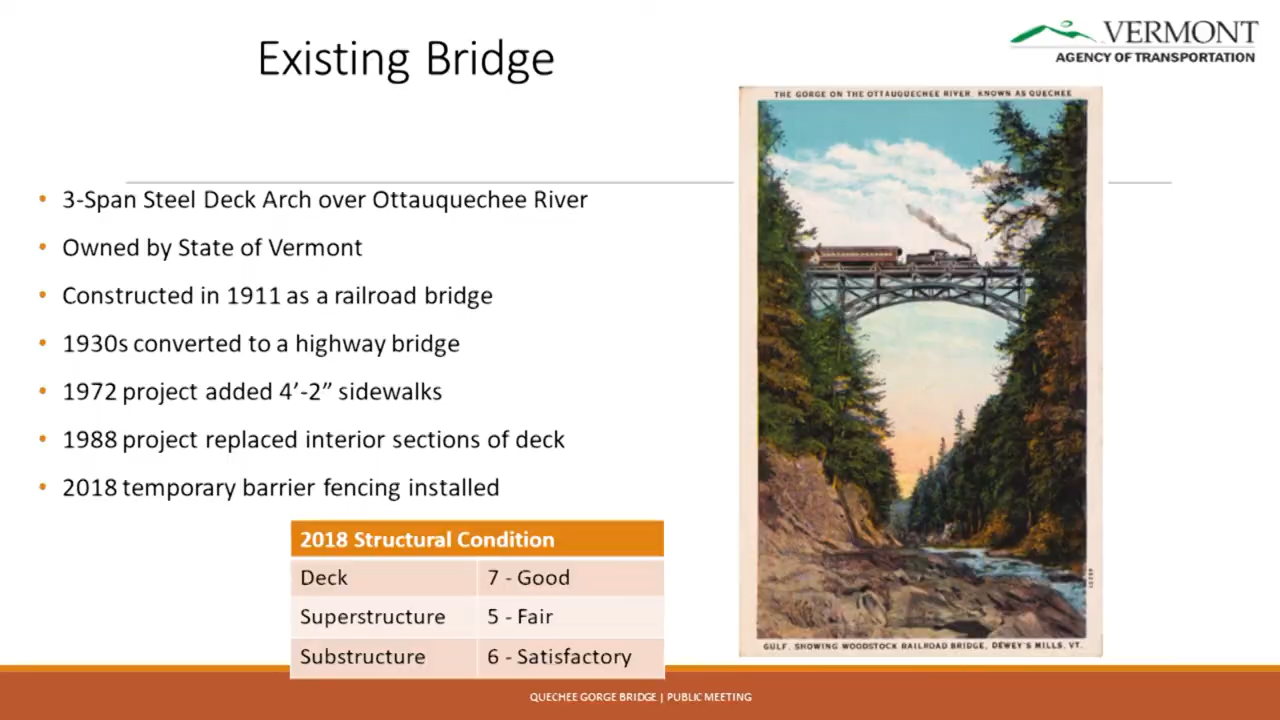 Existing Bridge
VERMONT
AGENCY OF TRANSPORTATION
• 3-Span Steel Deck Arch over Ottauquechee River
• Owned by State of Vermont
• Constructed in 1911 as a railroad bridge
• 1930s converted to a highway bridge
• 1972 project added 4’-2” sidewalks
• 1988 project replaced interior sections of deck
• 2018 temporary barrier fencing installed
2018 Structural Condition
Deck 7 - Good
Superstructure 5 - Fair
Substructure 6 - Satisfactory
THE GORGE ON THE OTTAUQUECHEE RIVER, KNOWN AS QUECHEE
GULF, SHOWING WOODSTOCK RAILROAD BRIDGE, DEWEY'S MILLS, VT.
QUECHEE GORGE BRIDGE | PUBLIC MEETING